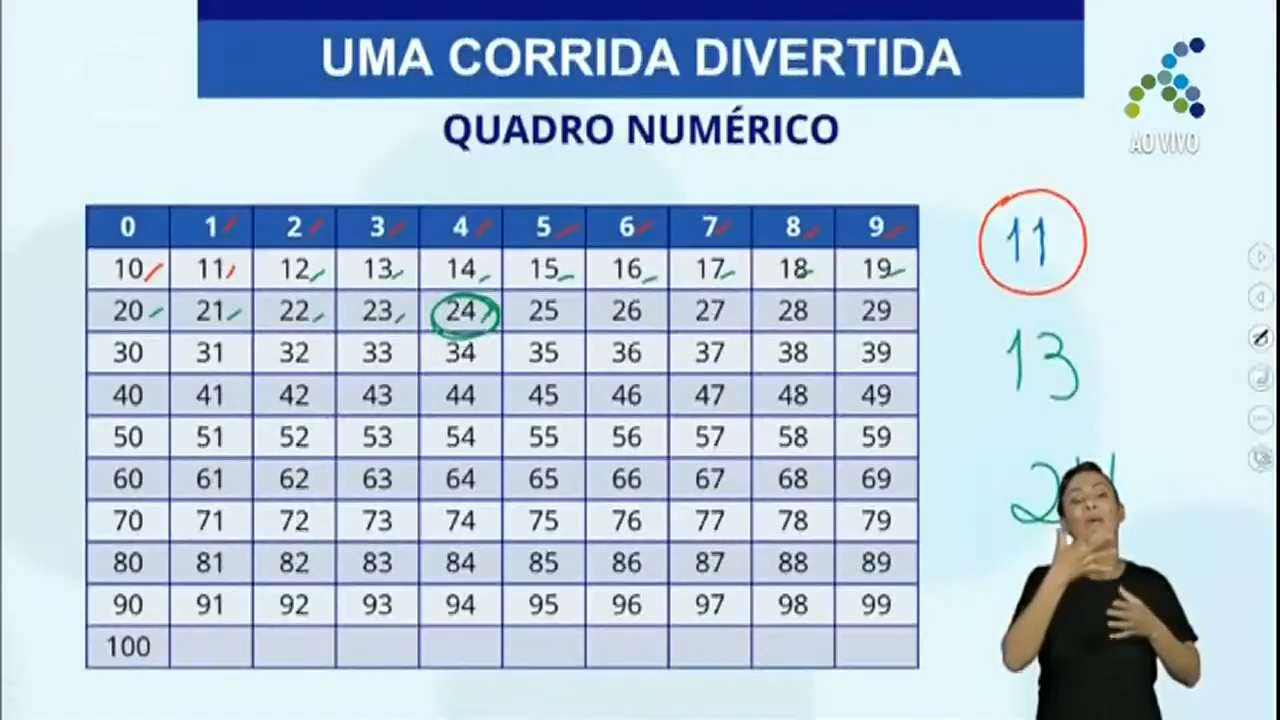 UMA CORRIDA DIVERTIDA
QUADRO NUMÉRICO
AO VIVO
0 1 2 3 4 5 6 7 8 9
10 11 12 13 14 15 16 17 18 19
20 21 22 23 24 25 26 27 28 29
30 31 32 33 34 35 36 37 38 39
40 41 42 43 44 45 46 47 48 49
50 51 52 53 54 55 56 57 58 59
60 61 62 63 64 65 66 67 68 69
70 71 72 73 74 75 76 77 78 79
80 81 82 83 84 85 86 87 88 89
90 91 92 93 94 95 96 97 98 99
100
11
13